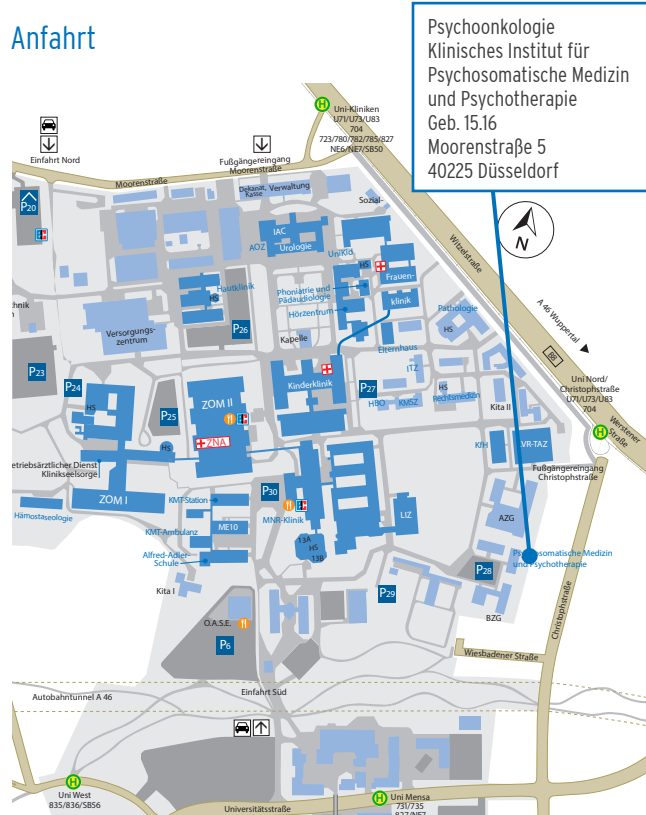 Anfahrt
Psychoonkologie
Klinisches Institut für
Psychosomatische Medizin
und Psychotherapie
Geb. 15.16
Moorenstraße 5
40225 Düsseldorf
H
Uni-Kliniken
U71/U73/U83
704
723/780/782/785/827
NE6/NE7/SB50
Einfahrt Nord
Fußgängereingang
Moorenstraße
Moorenstraße
Dekanat,
Kasse
Verwaltung
Sozial-
P20
N
Witzelstraße
IAC
AOZ
Urologie
UniKid
HS
Frauen-
klinik
Hautklinik
HS
Phoniatrie und
Pädaudiologie
Hörzentrum
Pathologie
HS
A 46 Wuppertal
B8
Versorgungs-
zentrum
P26
Kapelle
Elternhaus
ITZ
P23
P24
Kinderklinik
P27
HBO
KMSZ
HS
Rechtsmedizin
Kita II
Uni Nord/
Christophstraße
U71/U73/U83
704
H
Werstener
Straße
HS
P25
ZOM II
ZNA
HS
KfH
LVR-TAZ
Fußgängereingang
Christophstraße
etriebsärztlicher Dienst
Klinikseelsorge
ZOM I
Hämostaseologie
KMT-Station
P30
MNR-Klinik
LIZ
AZG
KMT-Ambulanz
ME10
13A
HS
13B
Alfred-Adler-
Schule
Psychosomatische Medizin
und Psychotherapie
P28
Kita I
P29
BZG
Christophstraße
O.A.S.E.
P6
Wiesbadener Straße
Autobahntunnel A 46
Einfahrt Süd
H
Uni West
835/836/SB56
Universitätsstraße
H
Uni Mensa
731/735
827/NE7